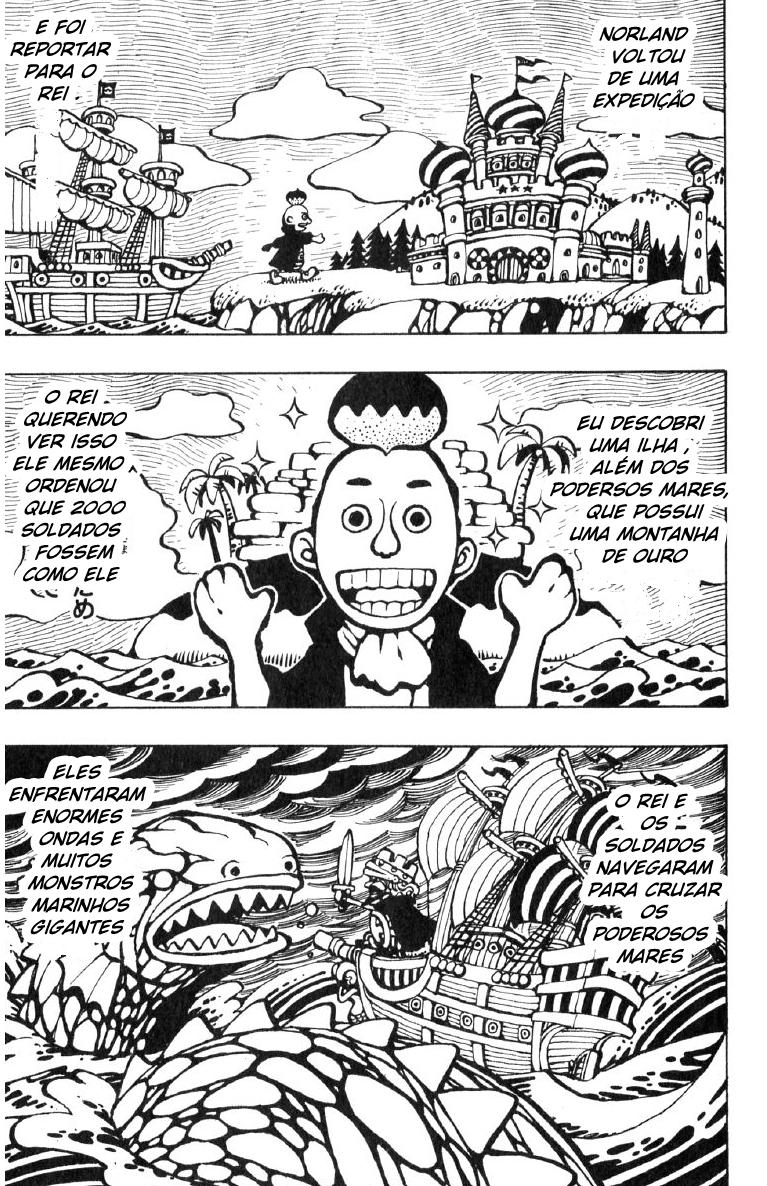 NORLAND
VOLTOU
DE UMA
EXPEDIÇÃO
E FOI
REPORTAR
PARA O
REI .
EU DESCOBRI
UMA ILHA ,
ALÉM DOS
PODERSOS MARES,
QUE POSSUI
UMA MONTANHA
DE OURO
O REI .
QUERENDO
VER ISSO
ELE MESMO ,
ORDENOU
QUE 2000
SOLDADOS
FOSSEM
COMO ELE
め
O REI E
OS
SOLDADOS
NAVEGARAM
PARA CRUZAR
OS
PODEROSOS
MARES
ELES
ENFRENTARAM
ENORMES
ONDAS E
MUITOS
MONSTROS
MARINHOS
GIGANTES